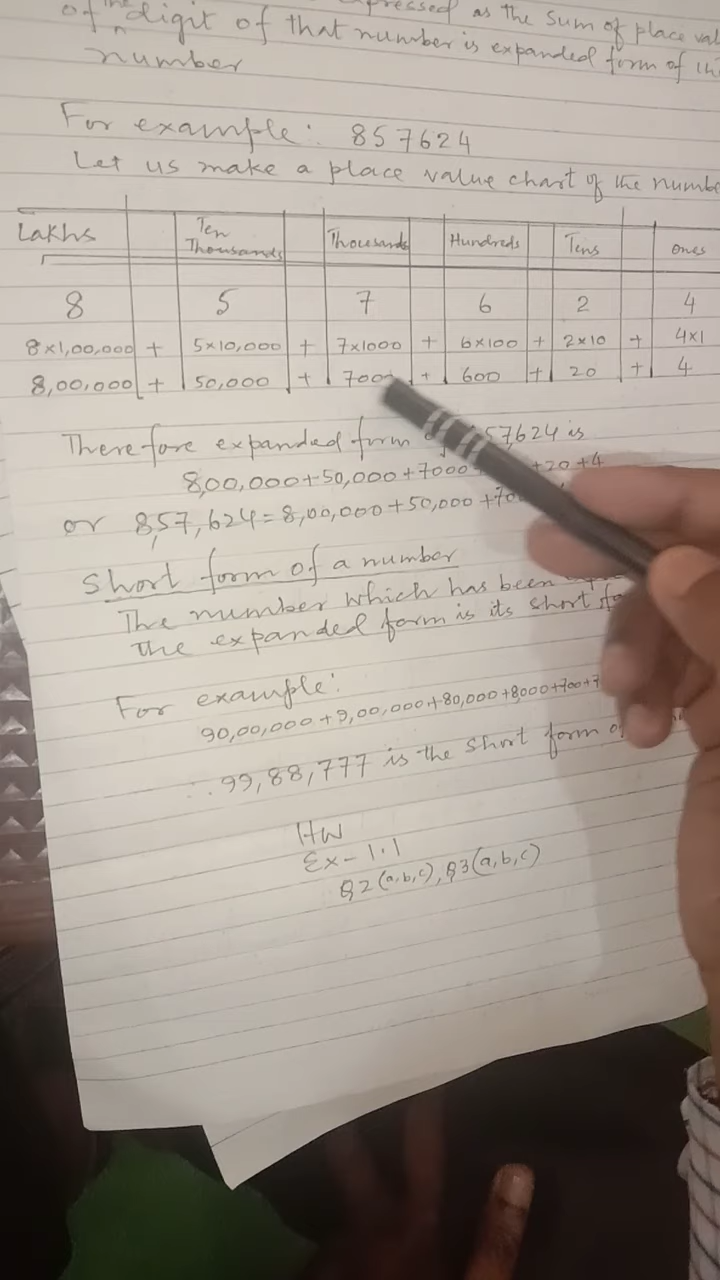 as the sum of place val
of the digit of that number is expanded form of
number
For example: 857624
Let us make a place value chart of the numbe
Lakhs Ten Thousands Thousands Hundreds Tens ones
8 5 7 6 2 4
8×1,00,000 + 5×10,000 + 7×1000 + 6×100 + 2×10 + 4×1
8,00,000 + 50,000 + 7000 + 600 + 20 + 4
Therefore expanded form 57,624 is
8,00,000+50,000+7000 +20+4
or 8,57,624=8,00,000+50,000+70
Short form of a number
The number which has been
the expanded form is its short
For example:
90,00,000+9,00,000+80,000+8000+700+7
∴ 99,88,777 is the short form
HW
Ex-1.1
Q2(a,b,c), Q3(a,b,c)